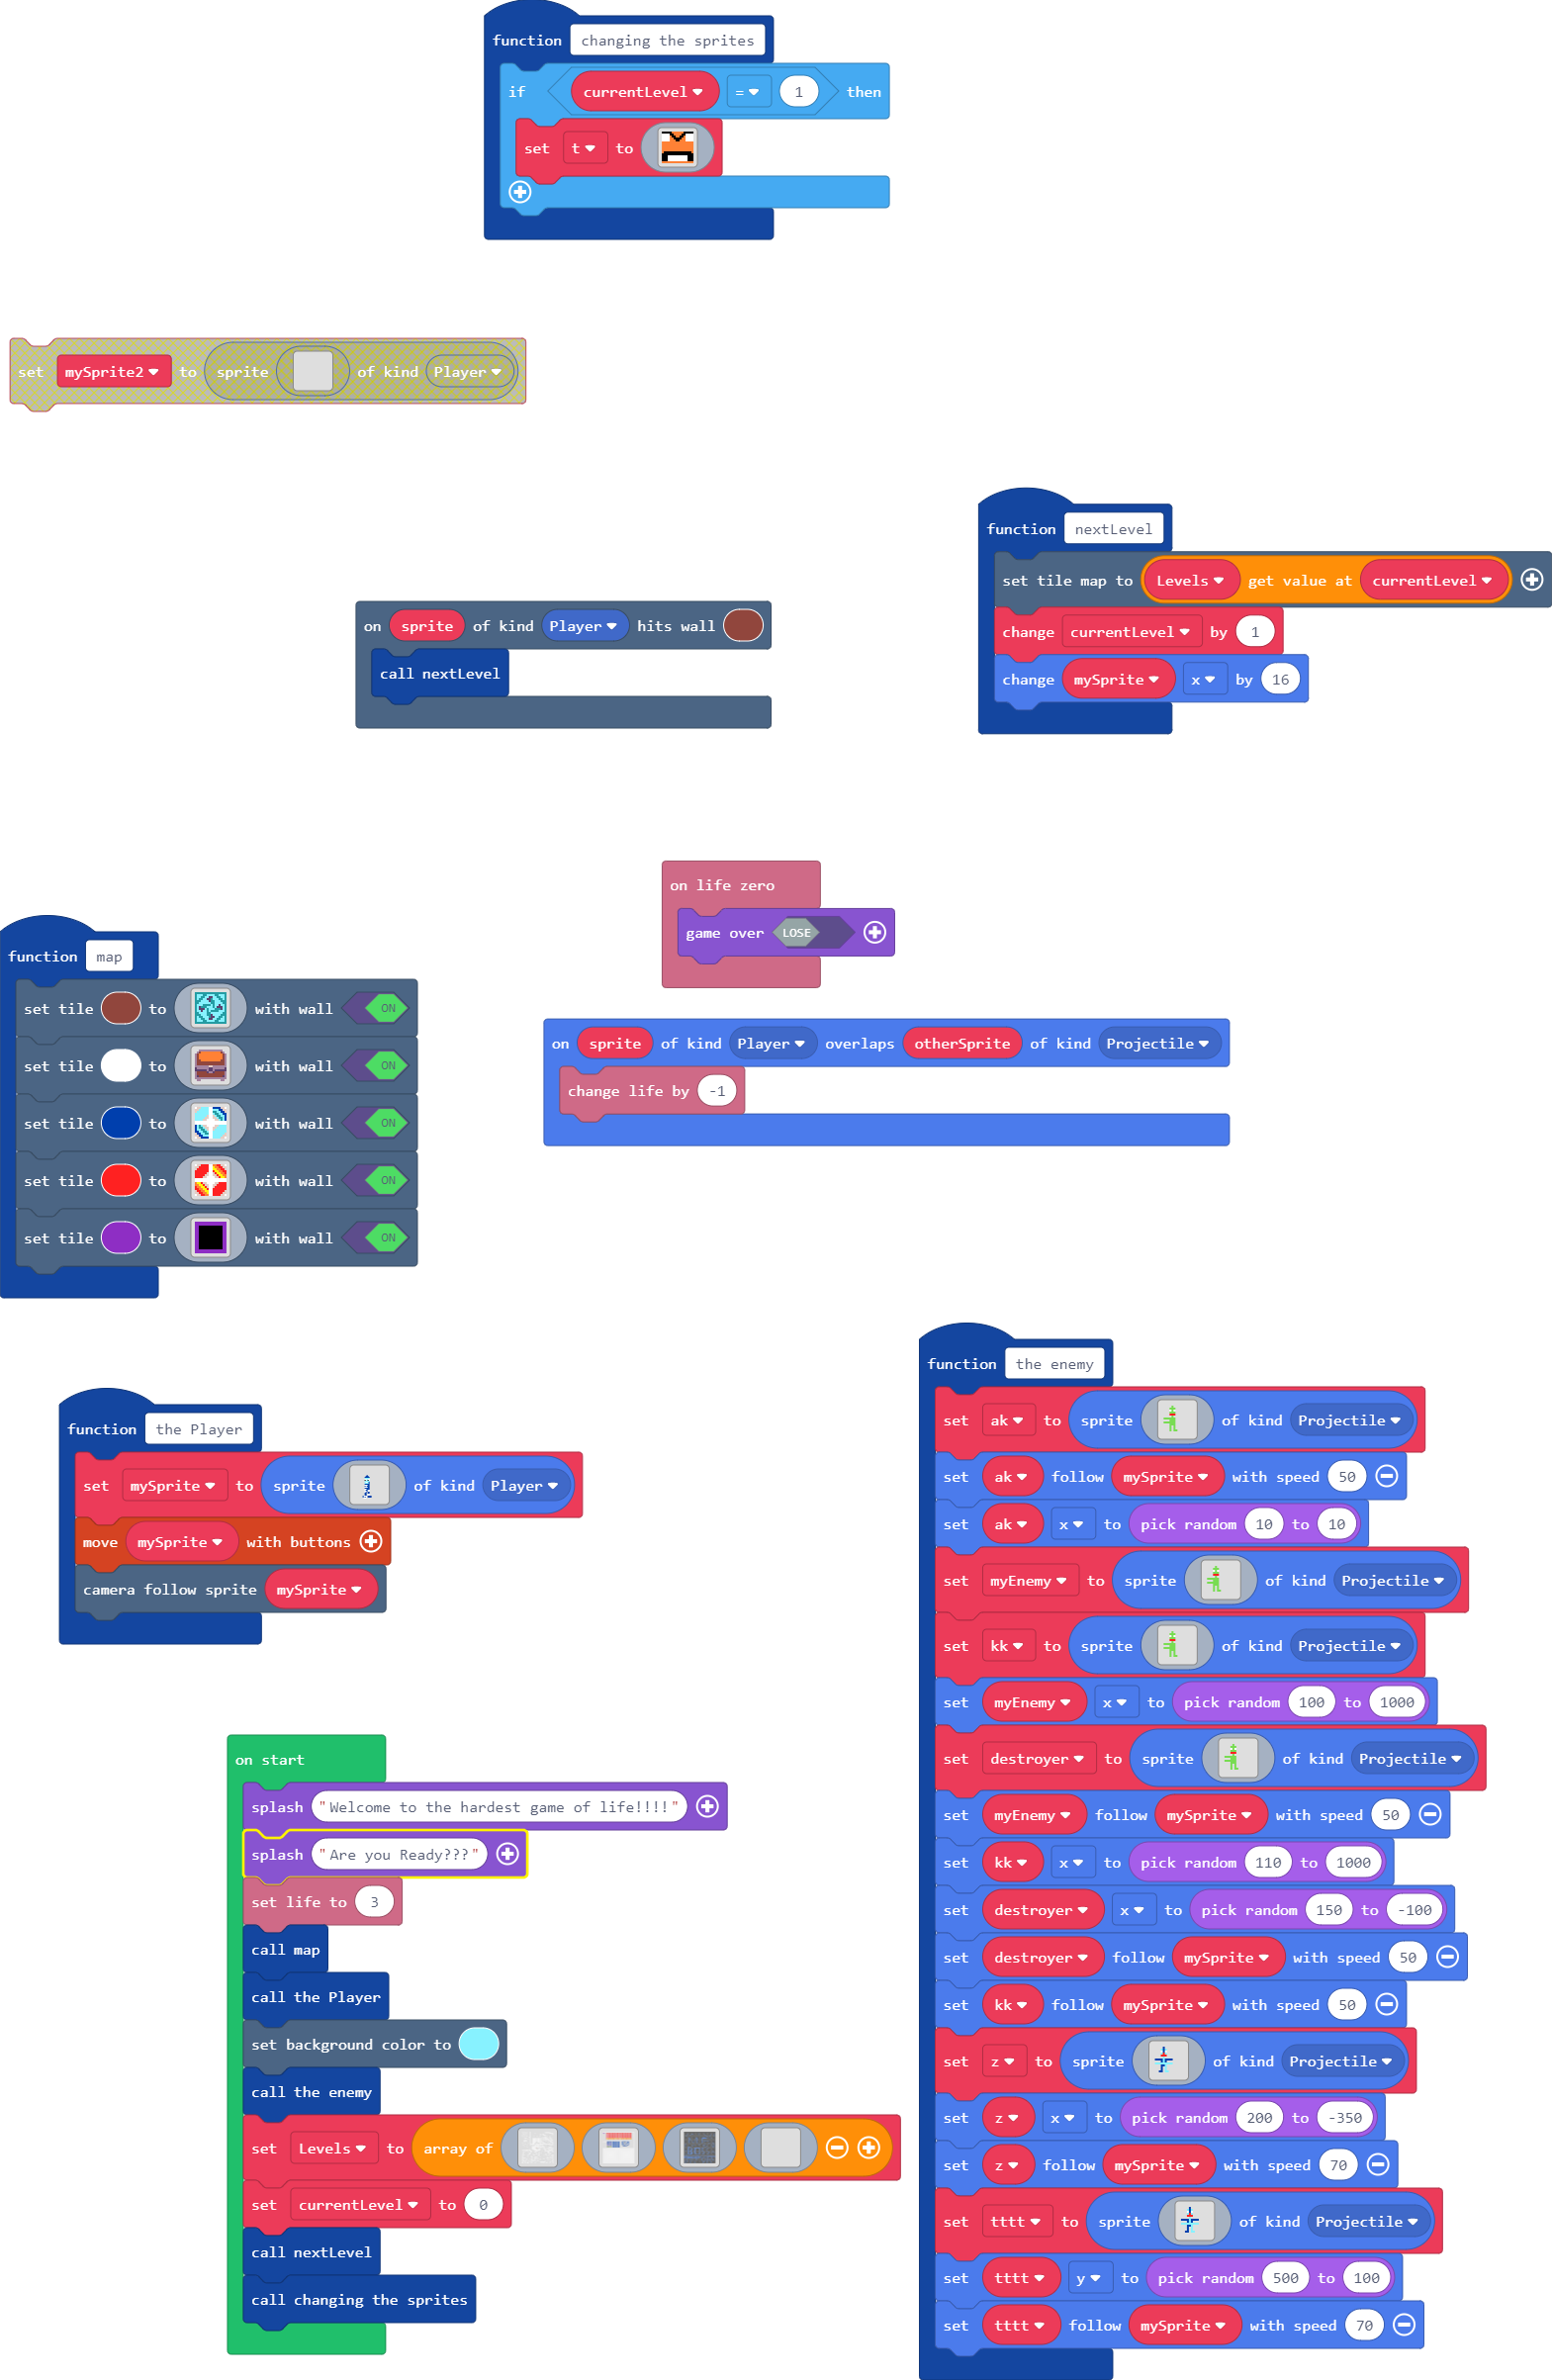 function changing the sprites
if currentLevel = 1 then
set t to
set mySprite2 to sprite of kind Player
function nextLevel
set tile map to Levels get value at currentLevel
change currentLevel by 1
change mySprite x by 16
on sprite of kind Player hits wall
call nextLevel
on life zero
game over LOSE
function map
set tile to with wall ON
set tile to with wall ON
set tile to with wall ON
set tile to with wall ON
set tile to with wall ON
on sprite of kind Player overlaps otherSprite of kind Projectile
change life by -1
function the Player
set mySprite to sprite of kind Player
move mySprite with buttons
camera follow sprite mySprite
function the enemy
set ak to sprite of kind Projectile
set ak follow mySprite with speed 50
set ak x to pick random 10 to 10
set myEnemy to sprite of kind Projectile
set kk to sprite of kind Projectile
set myEnemy x to pick random 100 to 1000
set destroyer to sprite of kind Projectile
set myEnemy follow mySprite with speed 50
set kk x to pick random 110 to 1000
set destroyer x to pick random 150 to -100
set destroyer follow mySprite with speed 50
set kk follow mySprite with speed 50
set z to sprite of kind Projectile
set z x to pick random 200 to -350
set z follow mySprite with speed 70
set tttt to sprite of kind Projectile
set tttt y to pick random 500 to 100
set tttt follow mySprite with speed 70
on start
splash "Welcome to the hardest game of life!!!!"
splash "Are you Ready???"
set life to 3
call map
call the Player
set background color to
call the enemy
set Levels to array of
set currentLevel to 0
call nextLevel
call changing the sprites